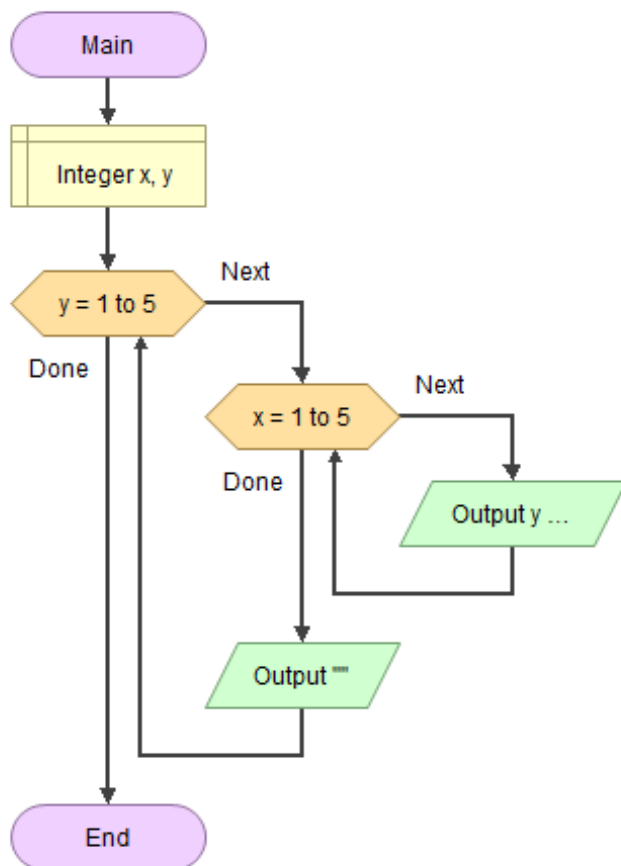 Main
Integer x, y
y = 1 to 5
Next
Done
x = 1 to 5
Next
Done
Output y ...
Output ""
End